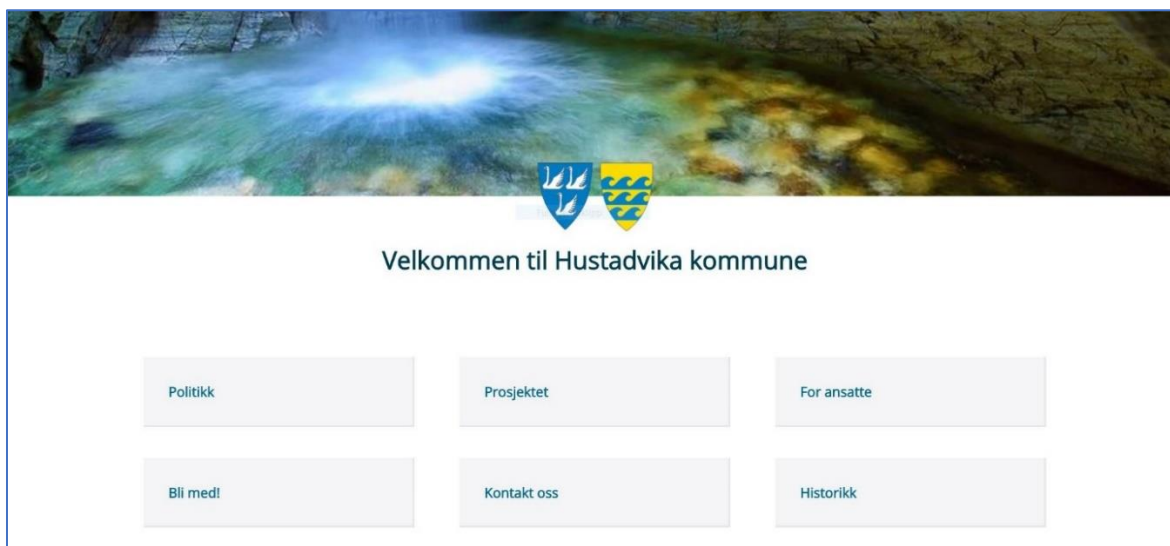 Velkommen til Hustadvika kommune
Politikk
Prosjektet
For ansatte
Bli med!
Kontakt oss
Historikk